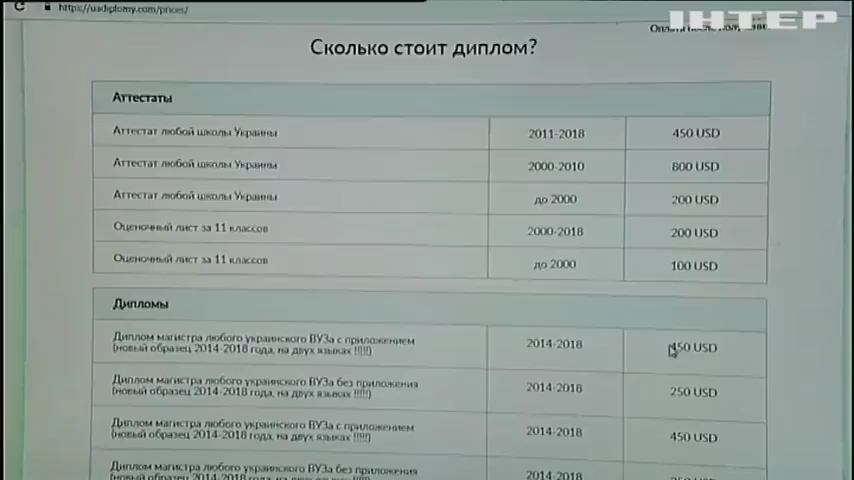 https://uadiplomy.com/prices/
ІНТЕР
Сколько стоит диплом?
Аттестаты
Аттестат любой школы Украины 2011-2018 450 USD
Аттестат любой школы Украины 2000-2010 800 USD
Аттестат любой школы Украины до 2000 200 USD
Оценочный лист за 11 классов 2000-2018 200 USD
Оценочный лист за 11 классов до 2000 100 USD
Дипломы
Диплом магистра любого украинского ВУЗа с приложением
(новый образец 2014-2018 года, на двух языках !!!!!) 2014-2018 450 USD
Диплом магистра любого украинского ВУЗа без приложения
(новый образец 2014-2018 года, на двух языках !!!!!) 2014-2018 250 USD
Диплом магистра любого украинского ВУЗа с приложением
(новый образец 2014-2018 года, на двух языках !!!!!) 2014-2018 450 USD
Диплом магистра любого украинского ВУЗа без приложения
2014-2018